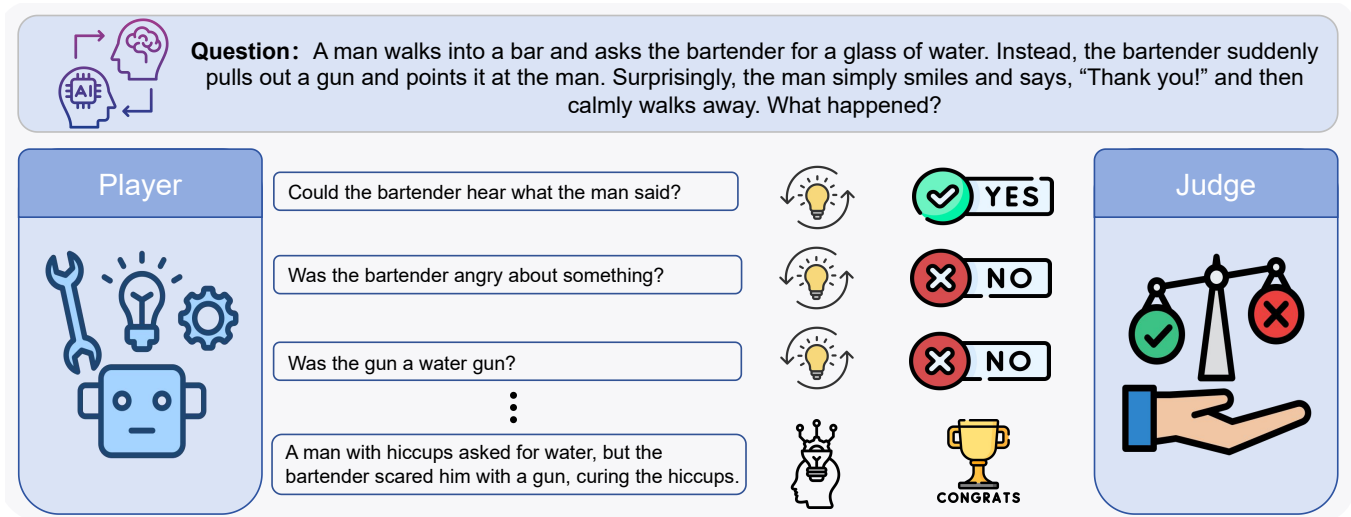 Question: A man walks into a bar and asks the bartender for a glass of water. Instead, the bartender suddenly
pulls out a gun and points it at the man. Surprisingly, the man simply smiles and says, “Thank you!” and then
calmly walks away. What happened?
AI
Player
Could the bartender hear what the man said?
YES
Judge
Was the bartender angry about something?
NO
Was the gun a water gun?
NO
A man with hiccups asked for water, but the
bartender scared him with a gun, curing the hiccups.
CONGRATS